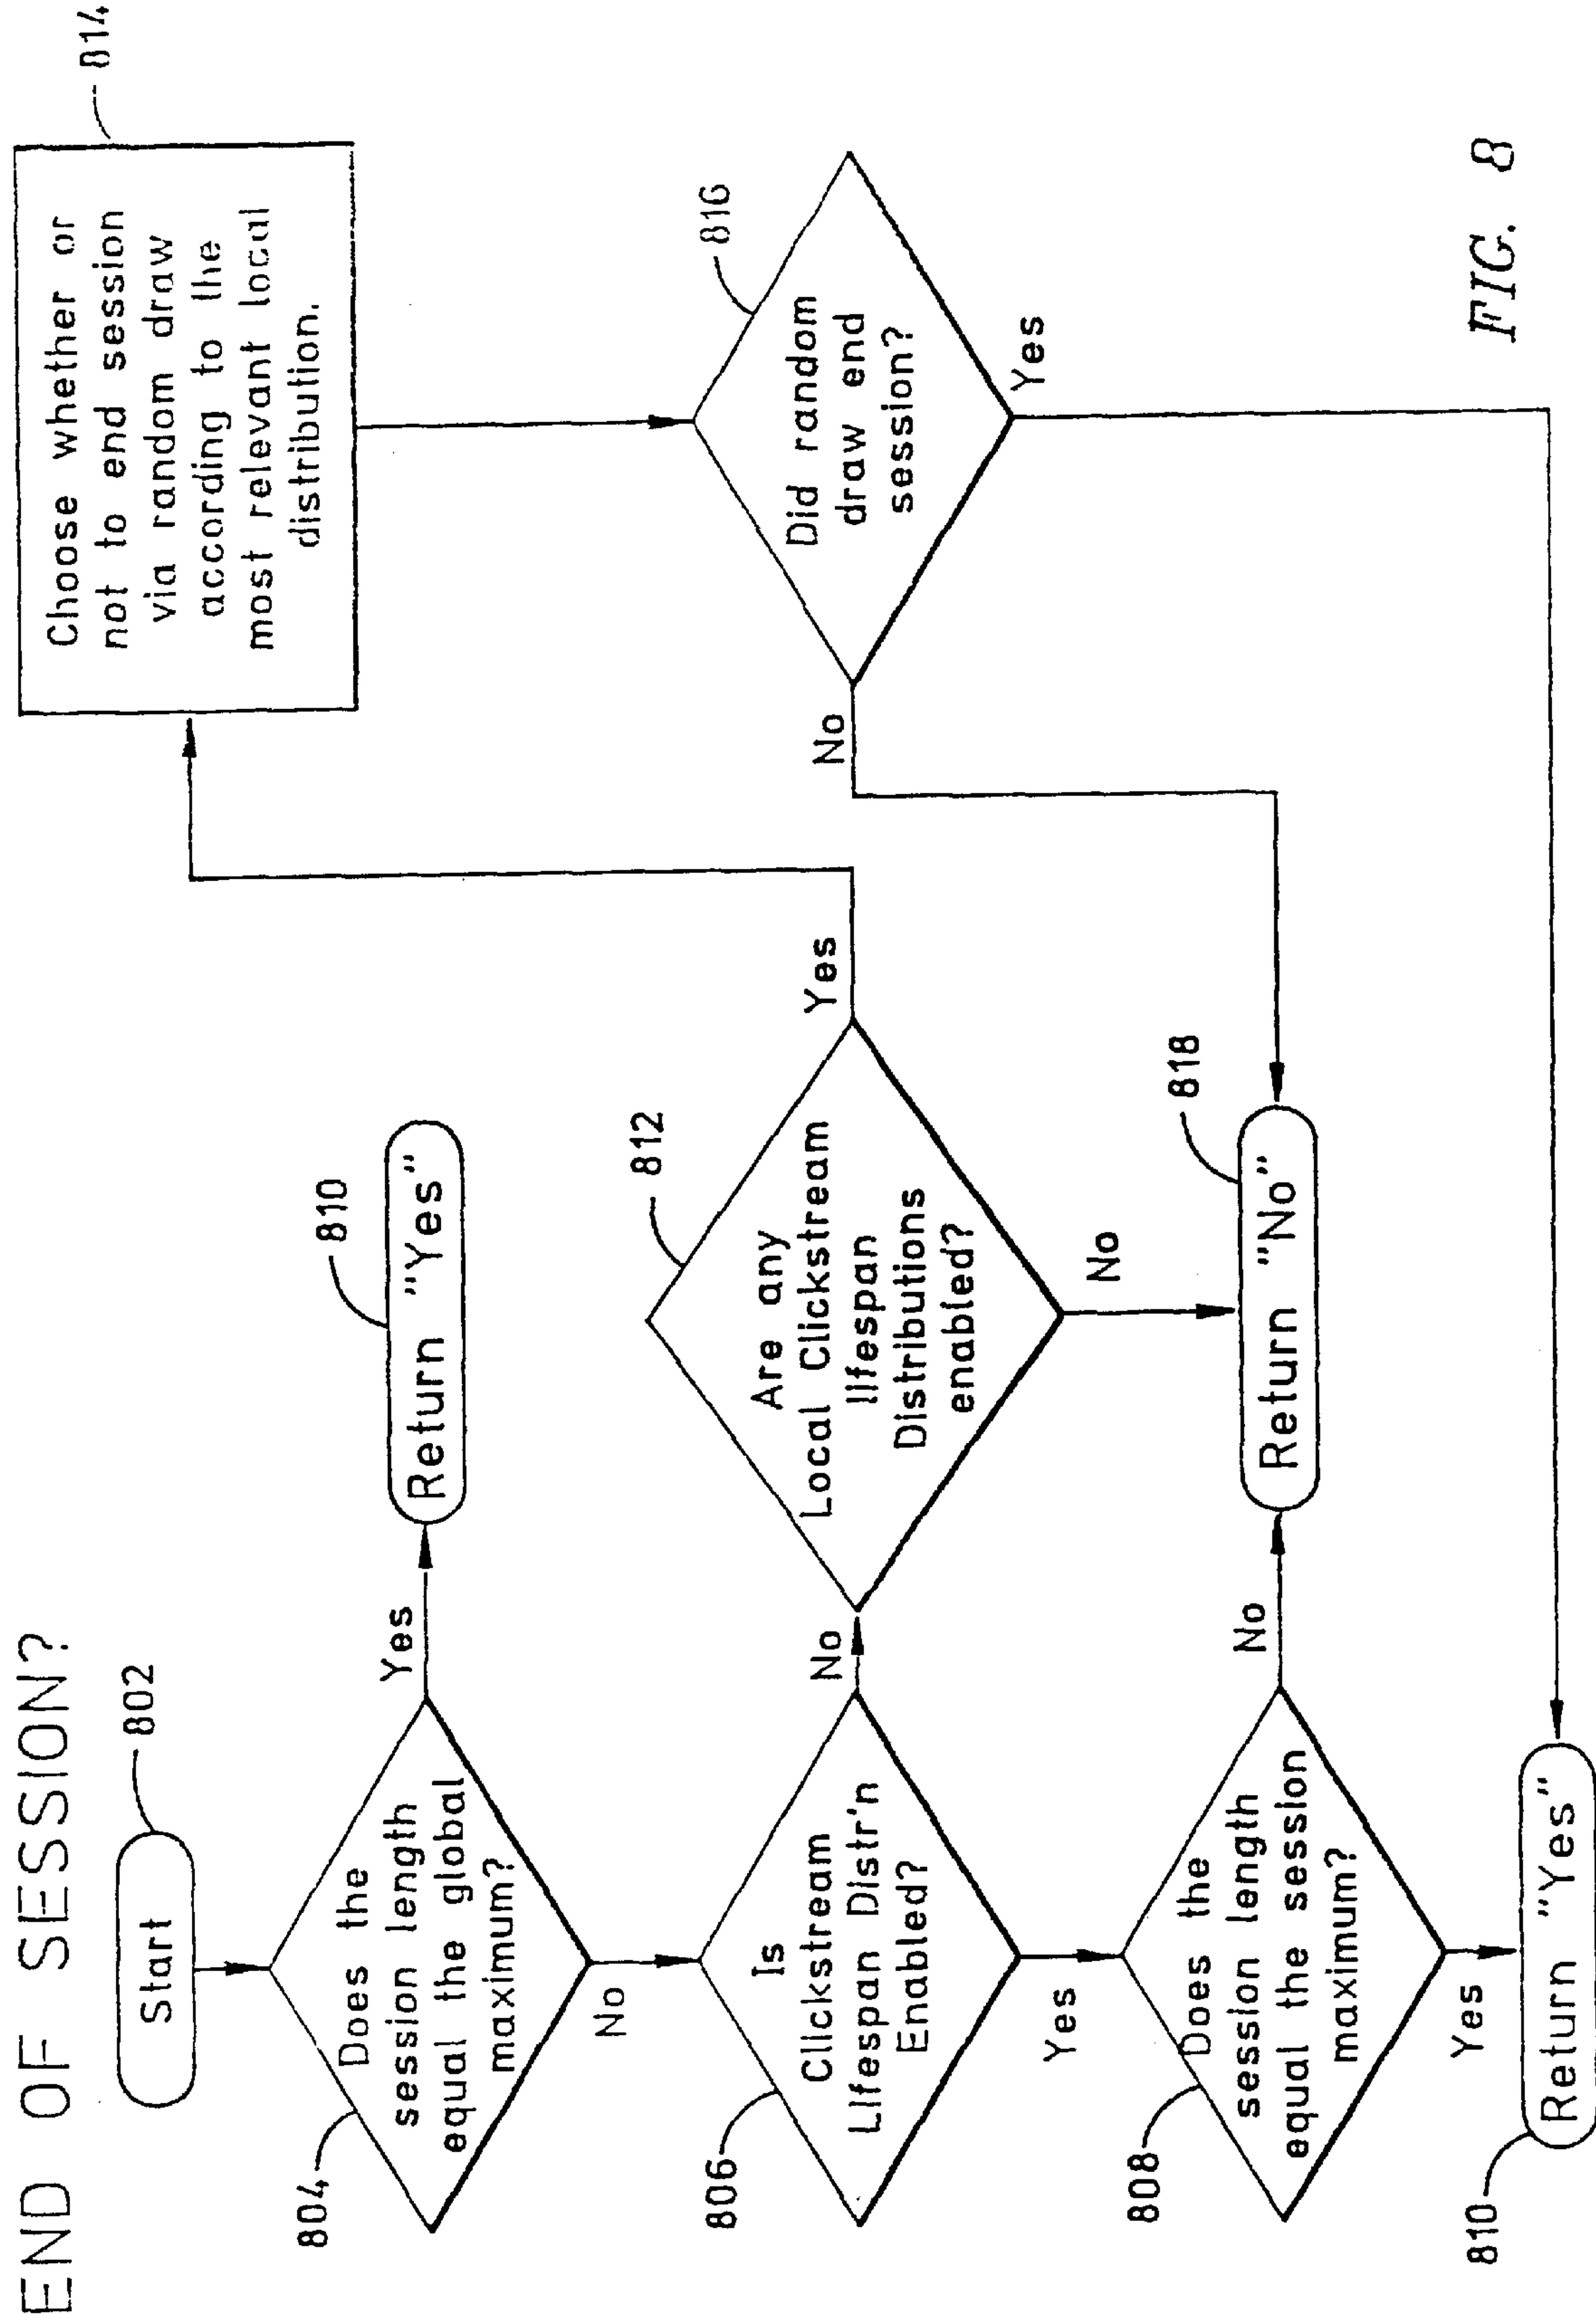 END OF SESSION?
Start
802
804
Does the
session length
equal the global
maximum?
Yes
Return "Yes"
810
No
806
Is
Clickstream
Lifespan Distr'n
Enabled?
No
812
Are any
Local Clickstream
lifespan
Distributions
enabled?
Yes
814
Choose whether or
not to end session
via random draw
according to the
most relevant local
distribution.
816
Did random
draw end
session?
No
Yes
No
Yes
808
Does the
session length
equal the session
maximum?
No
Return "No"
818
Yes
810
Return "Yes"
FIG. 8